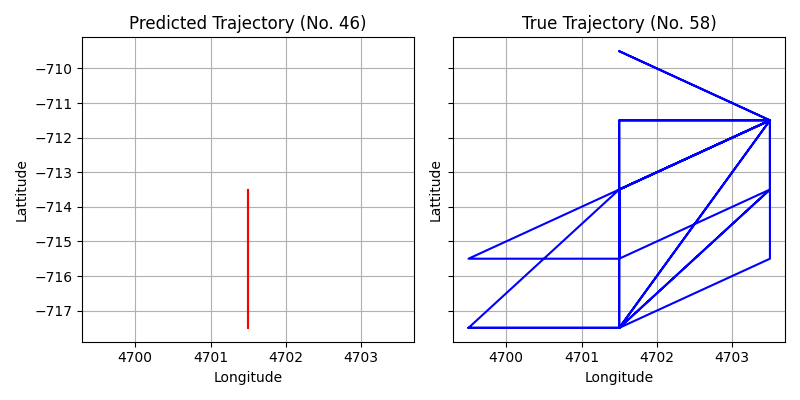 Predicted Trajectory (No. 46)
True Trajectory (No. 58)
−710
−711
−712
−713
−714
−715
−716
−717
Lattitude
Lattitude
4700
4701
4702
4703
4700
4701
4702
4703
Longitude
Longitude